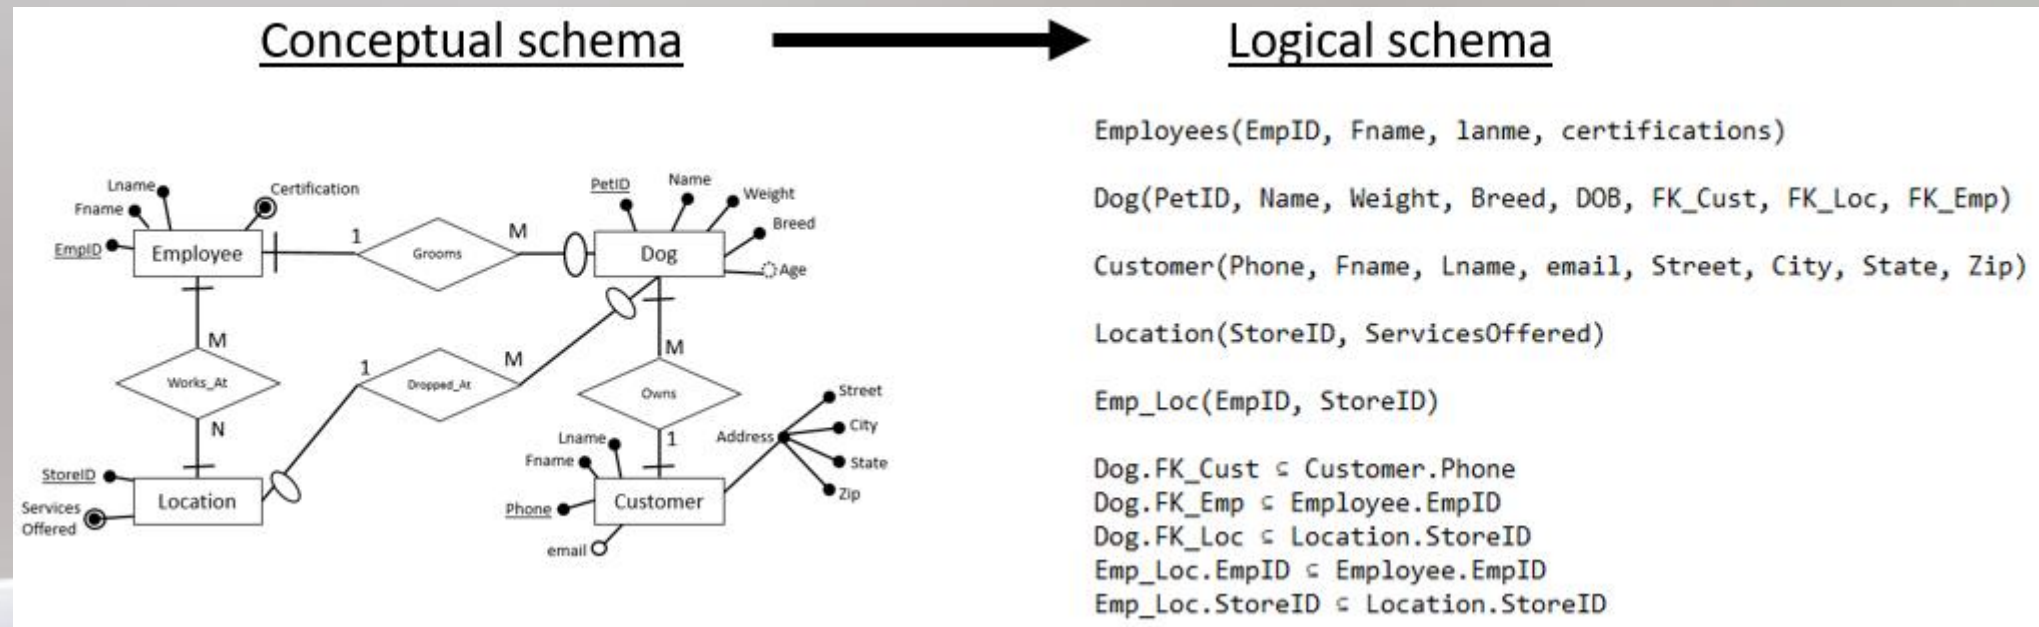 Conceptual schema
Logical schema
Lname
Fname
EmpID
Certification
Employee
1
Grooms
M
PetID
Name
Weight
Breed
Age
Dog
M
Works_At
N
1
Dropped_At
M
M
Owns
1
StoreID
Services
Offered
Location
Lname
Fname
Phone
email
Customer
Address
Street
City
State
Zip
Employees(EmpID, Fname, lanme, certifications)
Dog(PetID, Name, Weight, Breed, DOB, FK_Cust, FK_Loc, FK_Emp)
Customer(Phone, Fname, Lname, email, Street, City, State, Zip)
Location(StoreID, ServicesOffered)
Emp_Loc(EmpID, StoreID)
Dog.FK_Cust ⊆ Customer.Phone
Dog.FK_Emp ⊆ Employee.EmpID
Dog.FK_Loc ⊆ Location.StoreID
Emp_Loc.EmpID ⊆ Employee.EmpID
Emp_Loc.StoreID ⊆ Location.StoreID